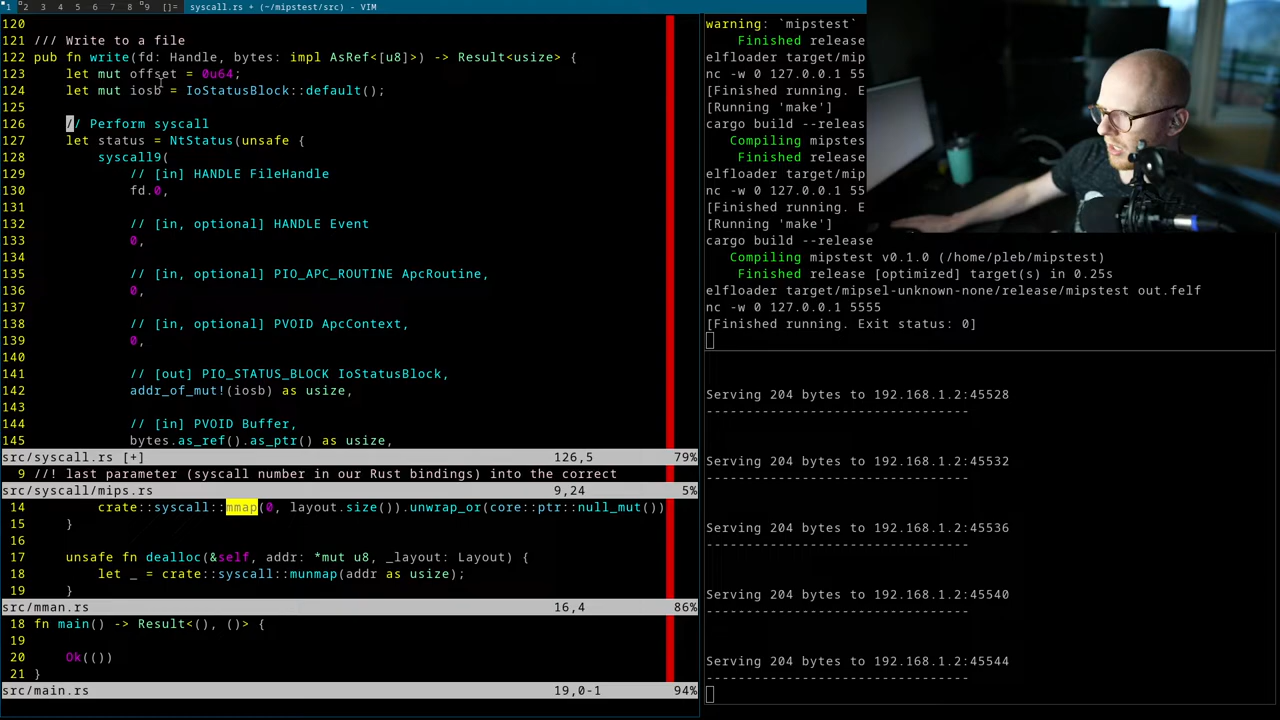 1 2 3 4 5 6 7 8 9 []= syscall.rs + (~/mipstest/src) - VIM
120
121 /// Write to a file
122 pub fn write(fd: Handle, bytes: impl AsRef<[u8]>) -> Result<usize> {
123 let mut offset = 0u64;
124 let mut iosb = IoStatusBlock::default();
125
126 // Perform syscall
127 let status = NtStatus(unsafe {
128 syscall9(
129 // [in] HANDLE FileHandle
130 fd.0,
131
132 // [in, optional] HANDLE Event
133 0,
134
135 // [in, optional] PIO_APC_ROUTINE ApcRoutine,
136 0,
137
138 // [in, optional] PVOID ApcContext,
139 0,
140
141 // [out] PIO_STATUS_BLOCK IoStatusBlock,
142 addr_of_mut!(iosb) as usize,
143
144 // [in] PVOID Buffer,
145 bytes.as_ref().as_ptr() as usize,
src/syscall.rs [+] 126,5 79%
9 //! last parameter (syscall number in our Rust bindings) into the correct
src/syscall/mips.rs 9,24 5%
14 crate::syscall::mmap(0, layout.size()).unwrap_or(core::ptr::null_mut())
15 }
16
17 unsafe fn dealloc(&self, addr: *mut u8, _layout: Layout) {
18 let _ = crate::syscall::munmap(addr as usize);
19 }
src/mman.rs 16,4 86%
18 fn main() -> Result<(), ()> {
19
20 Ok(())
21 }
src/main.rs 19,0-1 94%
warning: `mipstest`
Finished release
elfloader target/mip
nc -w 0 127.0.0.1 555
[Finished running. E
[Running 'make']
cargo build --releas
Compiling mipstes
Finished release
elfloader target/mip
nc -w 0 127.0.0.1 55
[Finished running. E
[Running 'make']
cargo build --release
Compiling mipstest v0.1.0 (/home/pleb/mipstest)
Finished release [optimized] target(s) in 0.25s
elfloader target/mipsel-unknown-none/release/mipstest out.felf
nc -w 0 127.0.0.1 5555
[Finished running. Exit status: 0]
Serving 204 bytes to 192.168.1.2:45528
---------------------------------
Serving 204 bytes to 192.168.1.2:45532
---------------------------------
Serving 204 bytes to 192.168.1.2:45536
---------------------------------
Serving 204 bytes to 192.168.1.2:45540
---------------------------------
Serving 204 bytes to 192.168.1.2:45544
---------------------------------